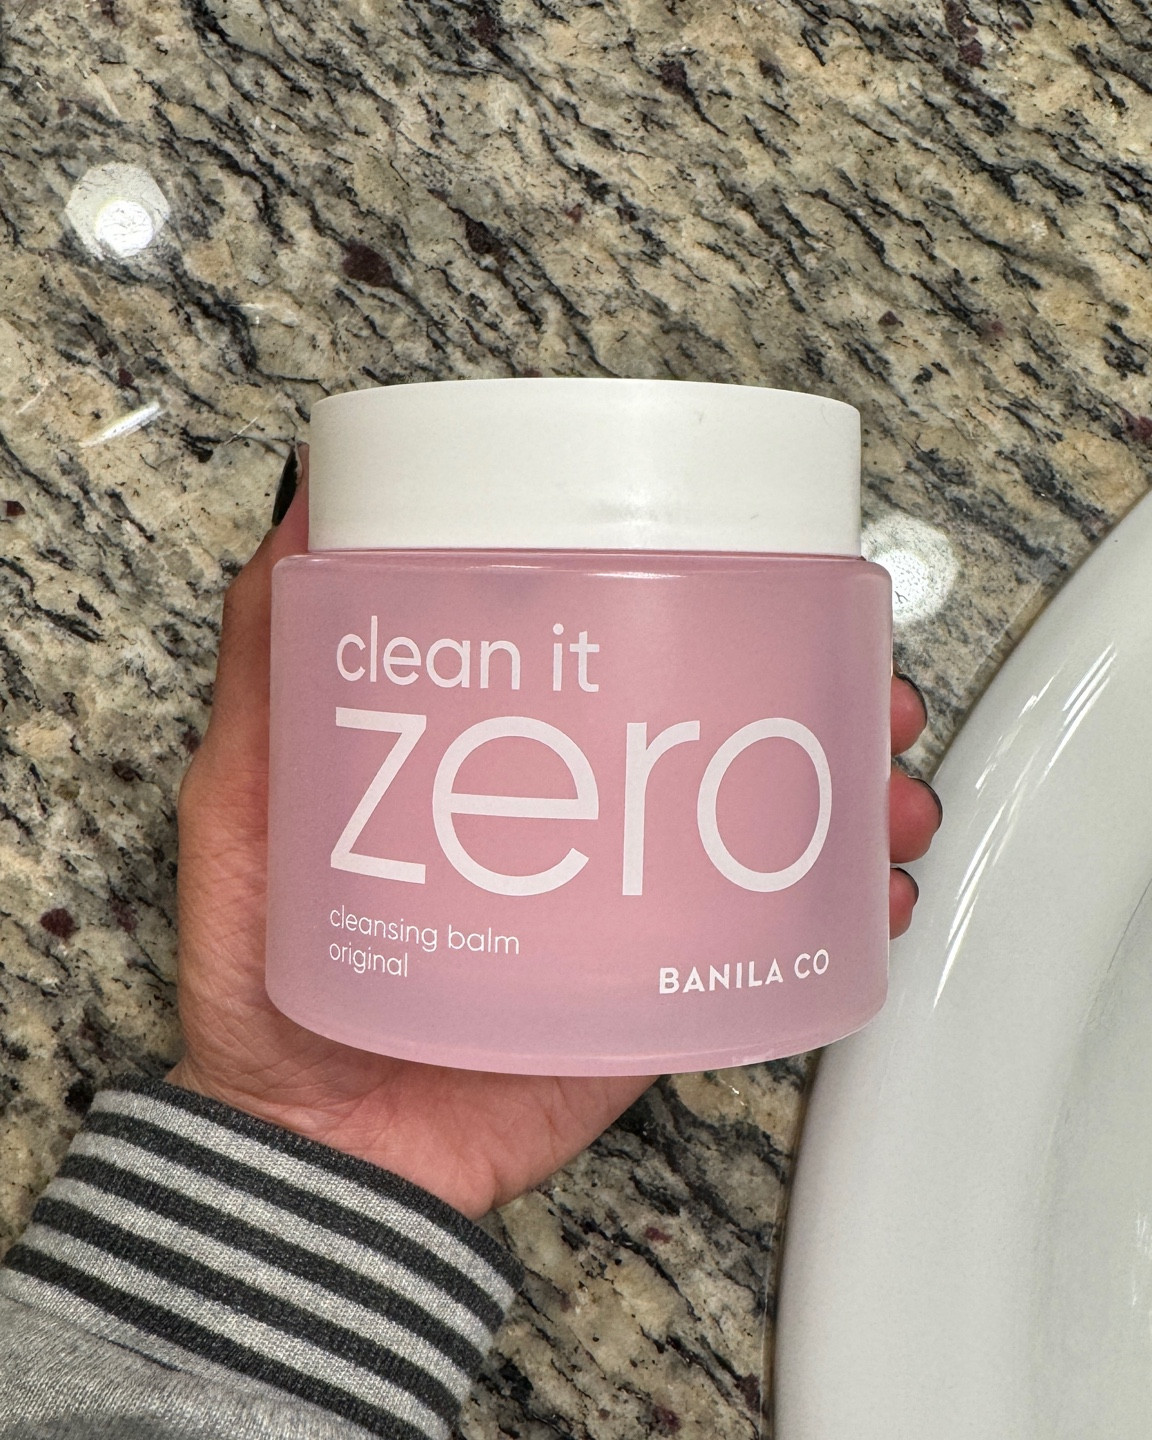 clean it
zero
cleansing balm
original
BANILA CO